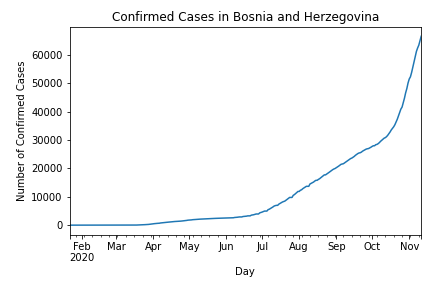 Confirmed Cases in Bosnia and Herzegovina
Number of Confirmed Cases
60000
50000
40000
30000
20000
10000
0
Feb Mar Apr May Jun Jul Aug Sep Oct Nov
2020
Day